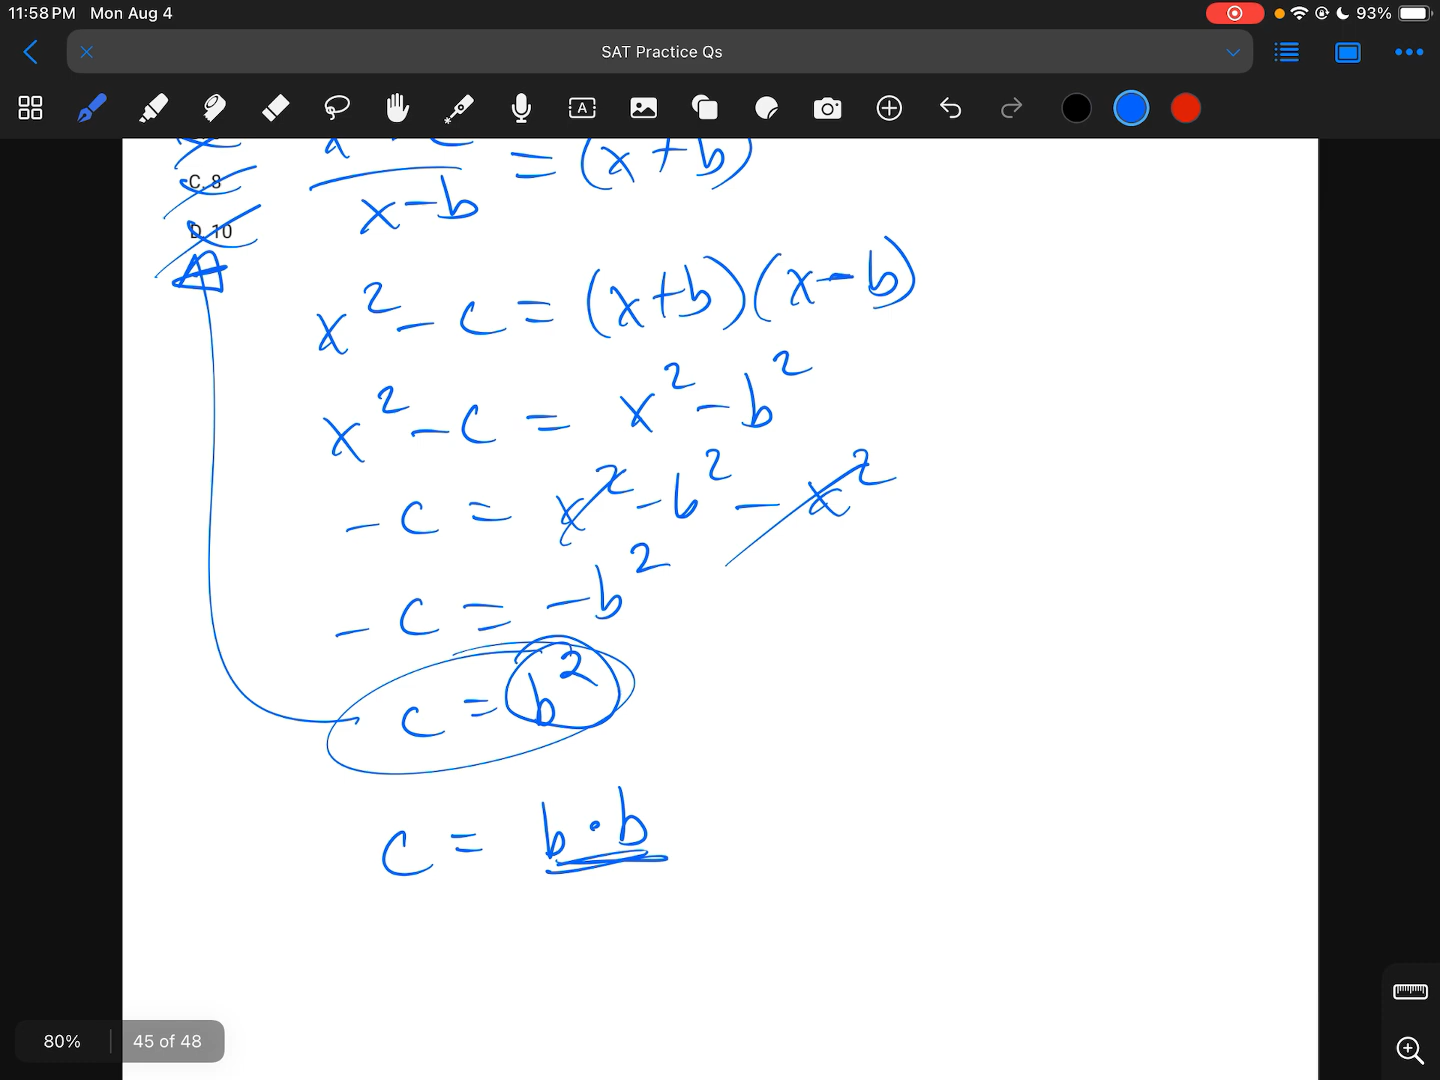 11:58 PM Mon Aug 4 93%
SAT Practice Qs
A
C. 8
= (x + b)
x - b
D. 10
x² - c = (x + b)(x - b)
x² - c = x² - b²
- c = x² - b² - x²
- c = - b²
c = b²
c = b · b
80% 45 of 48